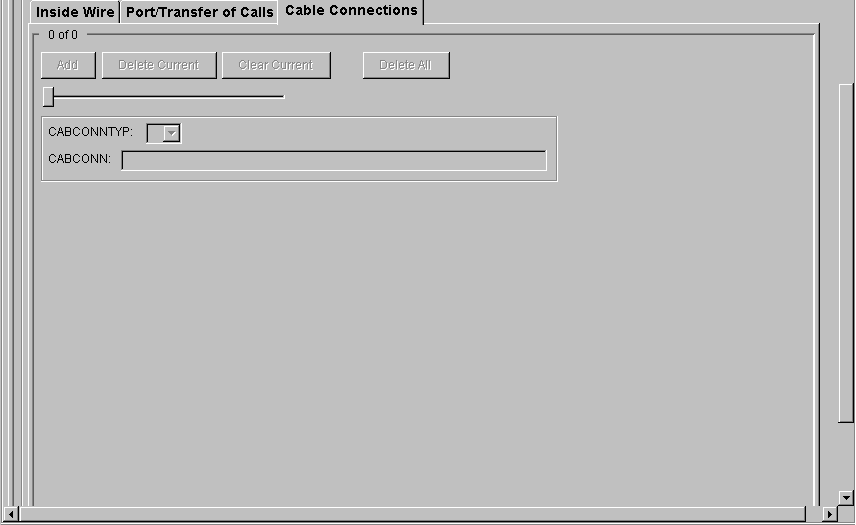 Inside Wire Port/Transfer of Calls Cable Connections
0 of 0
Add Delete Current Clear Current Delete All
CABCONNTYP:
CABCONN: